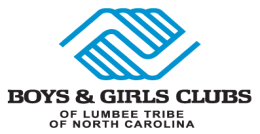 BOYS & GIRLS CLUBS
OF LUMBEE TRIBE
OF NORTH CAROLINA